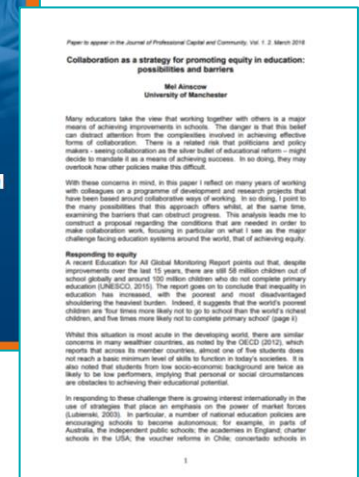 Paper to appear in the Journal of Professional Capital and Community, Vol. 1. 2. March 2016
Collaboration as a strategy for promoting equity in education:
possibilities and barriers
Mel Ainscow
University of Manchester
Many educators take the view that working together with others is a major
means of achieving improvements in schools. The danger is that this belief
can distract attention from the complexities involved in achieving effective
forms of collaboration. There is a related risk that politicians and policy
makers - seeing collaboration as the silver bullet of educational reform – might
decide to mandate it as a means of achieving success. In so doing, they may
overlook how other policies make this difficult.
With these concerns in mind, in this paper I reflect on many years of working
with colleagues on a programme of development and research projects that
have been based around collaborative ways of working. In so doing, I point to
the many possibilities that this approach offers whilst, at the same time,
examining the barriers that can obstruct progress. This analysis leads me to
construct a proposal regarding the conditions that are needed in order to
make collaboration work, focusing in particular on what I see as the major
challenge facing education systems around the world, that of achieving equity.
Responding to equity
A recent Education for All Global Monitoring Report points out that, despite
improvements over the last 15 years, there are still 58 million children out of
school globally and around 100 million children who do not complete primary
education (UNESCO, 2015). The report goes on to conclude that inequality in
education has increased, with the poorest and most disadvantaged
shouldering the heaviest burden. Indeed, it suggests that the world's poorest
children are 'four times more likely not to go to school than the world's richest
children, and five times more likely not to complete primary school' (page ii)
Whilst this situation is most acute in the developing world, there are similar
concerns in many wealthier countries, as noted by the OECD (2012), which
reports that across its member countries, almost one of five students does
not reach a basic minimum level of skills to function in today's societies. It is
also noted that students from low socio-economic background are twice as
likely to be low performers, implying that personal or social circumstances
are obstacles to achieving their educational potential.
In responding to these challenge there is growing interest internationally in the
use of strategies that place an emphasis on the power of market forces
(Lubienski, 2003). In particular, a number of national education policies are
encouraging schools to become autonomous; for example, in parts of
Australia, the independent public schools; the academies in England; charter
schools in the USA; the voucher reforms in Chile; concertado schools in
1